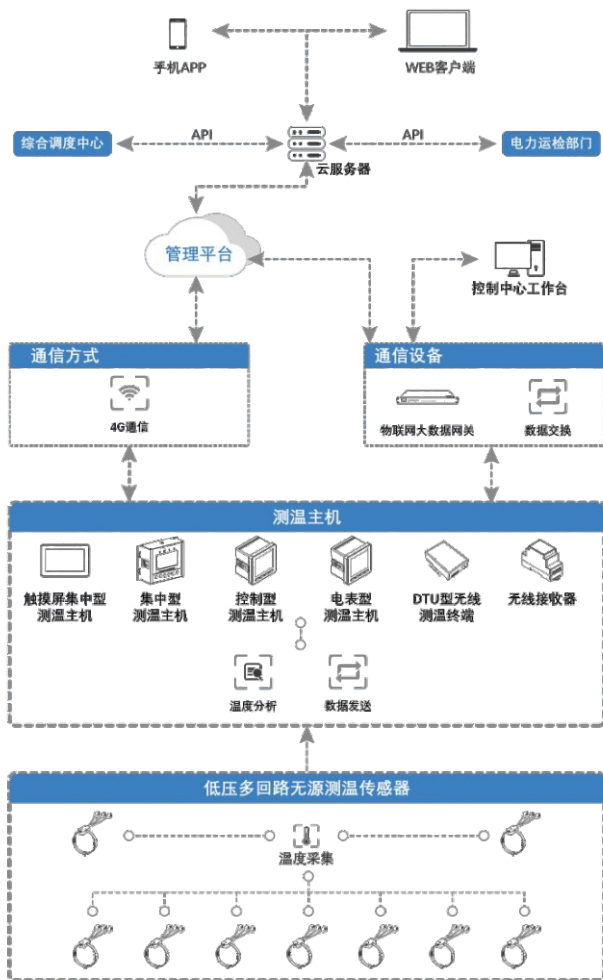 手机APP
WEB客户端
综合调度中心
API
API
电力运检部门
云服务器
管理平台
控制中心工作台
通信方式
通信设备
4G通信
物联网大数据网关
数据交换
测温主机
触摸屏集中型
测温主机
集中型
测温主机
控制型
测温主机
电表型
测温主机
DTU型无线
测温终端
无线接收器
温度分析
数据发送
低压多回路无源测温传感器
温度采集